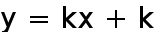 y = kx + k